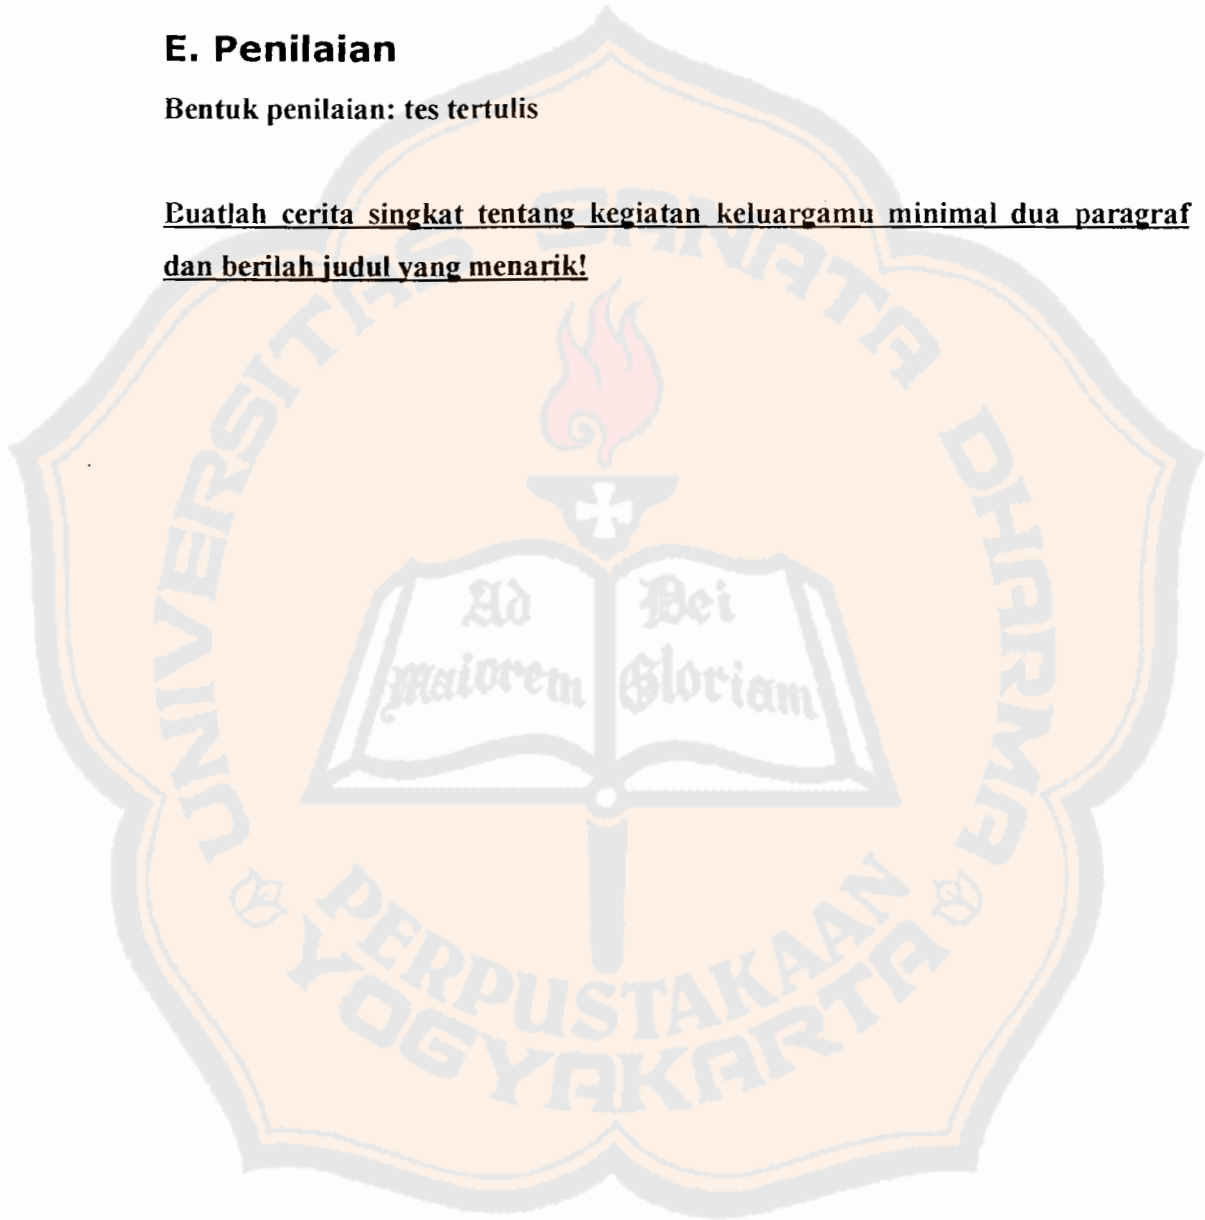 E. Penilaian
Bentuk penilaian: tes tertulis
Buatlah cerita singkat tentang kegiatan keluargamu minimal dua paragraf
dan berilah judul yang menarik!
UNIVERSITAS SANATA DHARMA
Ad Dei
Maiorem Gloriam
PERPUSTAKAAN
YOGYAKARTA